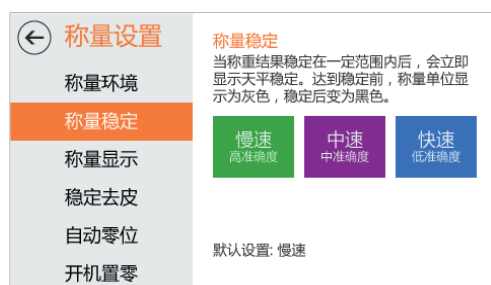 称量设置
称量环境
称量稳定
称量显示
稳定去皮
自动零位
开机置零
称量稳定
当称重结果稳定在一定范围内后，会立即
显示天平稳定。达到稳定前，称量单位显
示为灰色，稳定后变为黑色。
慢速
高准确度
中速
中准确度
快速
低准确度
默认设置: 慢速